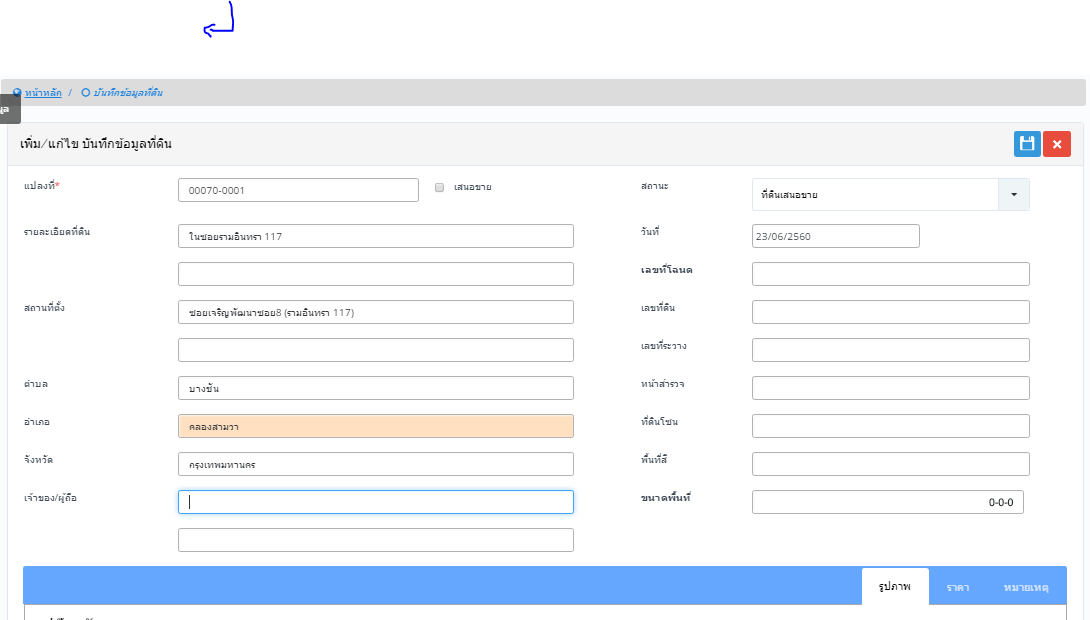 หน้าหลัก / บันทึกข้อมูลที่ดิน
เพิ่ม/แก้ไข บันทึกข้อมูลที่ดิน
แปลงที่* 00070-0001 เสนอขาย สถานะ ที่ดินเสนอขาย
รายละเอียดที่ดิน ในซอยรามอินทรา 117 วันที่ 23/06/2560
เลขที่โฉนด
สถานที่ตั้ง ซอยเจริญพัฒนาซอย8 (รามอินทรา 117) เลขที่ดิน
เลขที่ระวาง
ตำบล บางชัน หน้าสำรวจ
อำเภอ คลองสามวา ที่ดินโซน
จังหวัด กรุงเทพมหานคร พื้นที่สี
เจ้าของ/ผู้ถือ ขนาดพื้นที่ 0-0-0
รูปภาพ ราคา หมายเหตุ